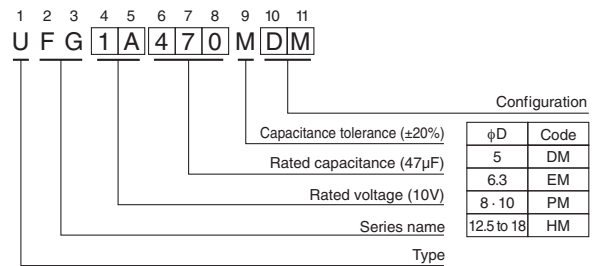 1 2 3 4 5 6 7 8 9 10 11
U F G 1 A 4 7 0 M D M
Configuration
Capacitance tolerance (±20%)
Rated capacitance (47µF)
Rated voltage (10V)
Series name
Type
ϕD Code
5 DM
6.3 EM
8 · 10 PM
12.5 to 18 HM